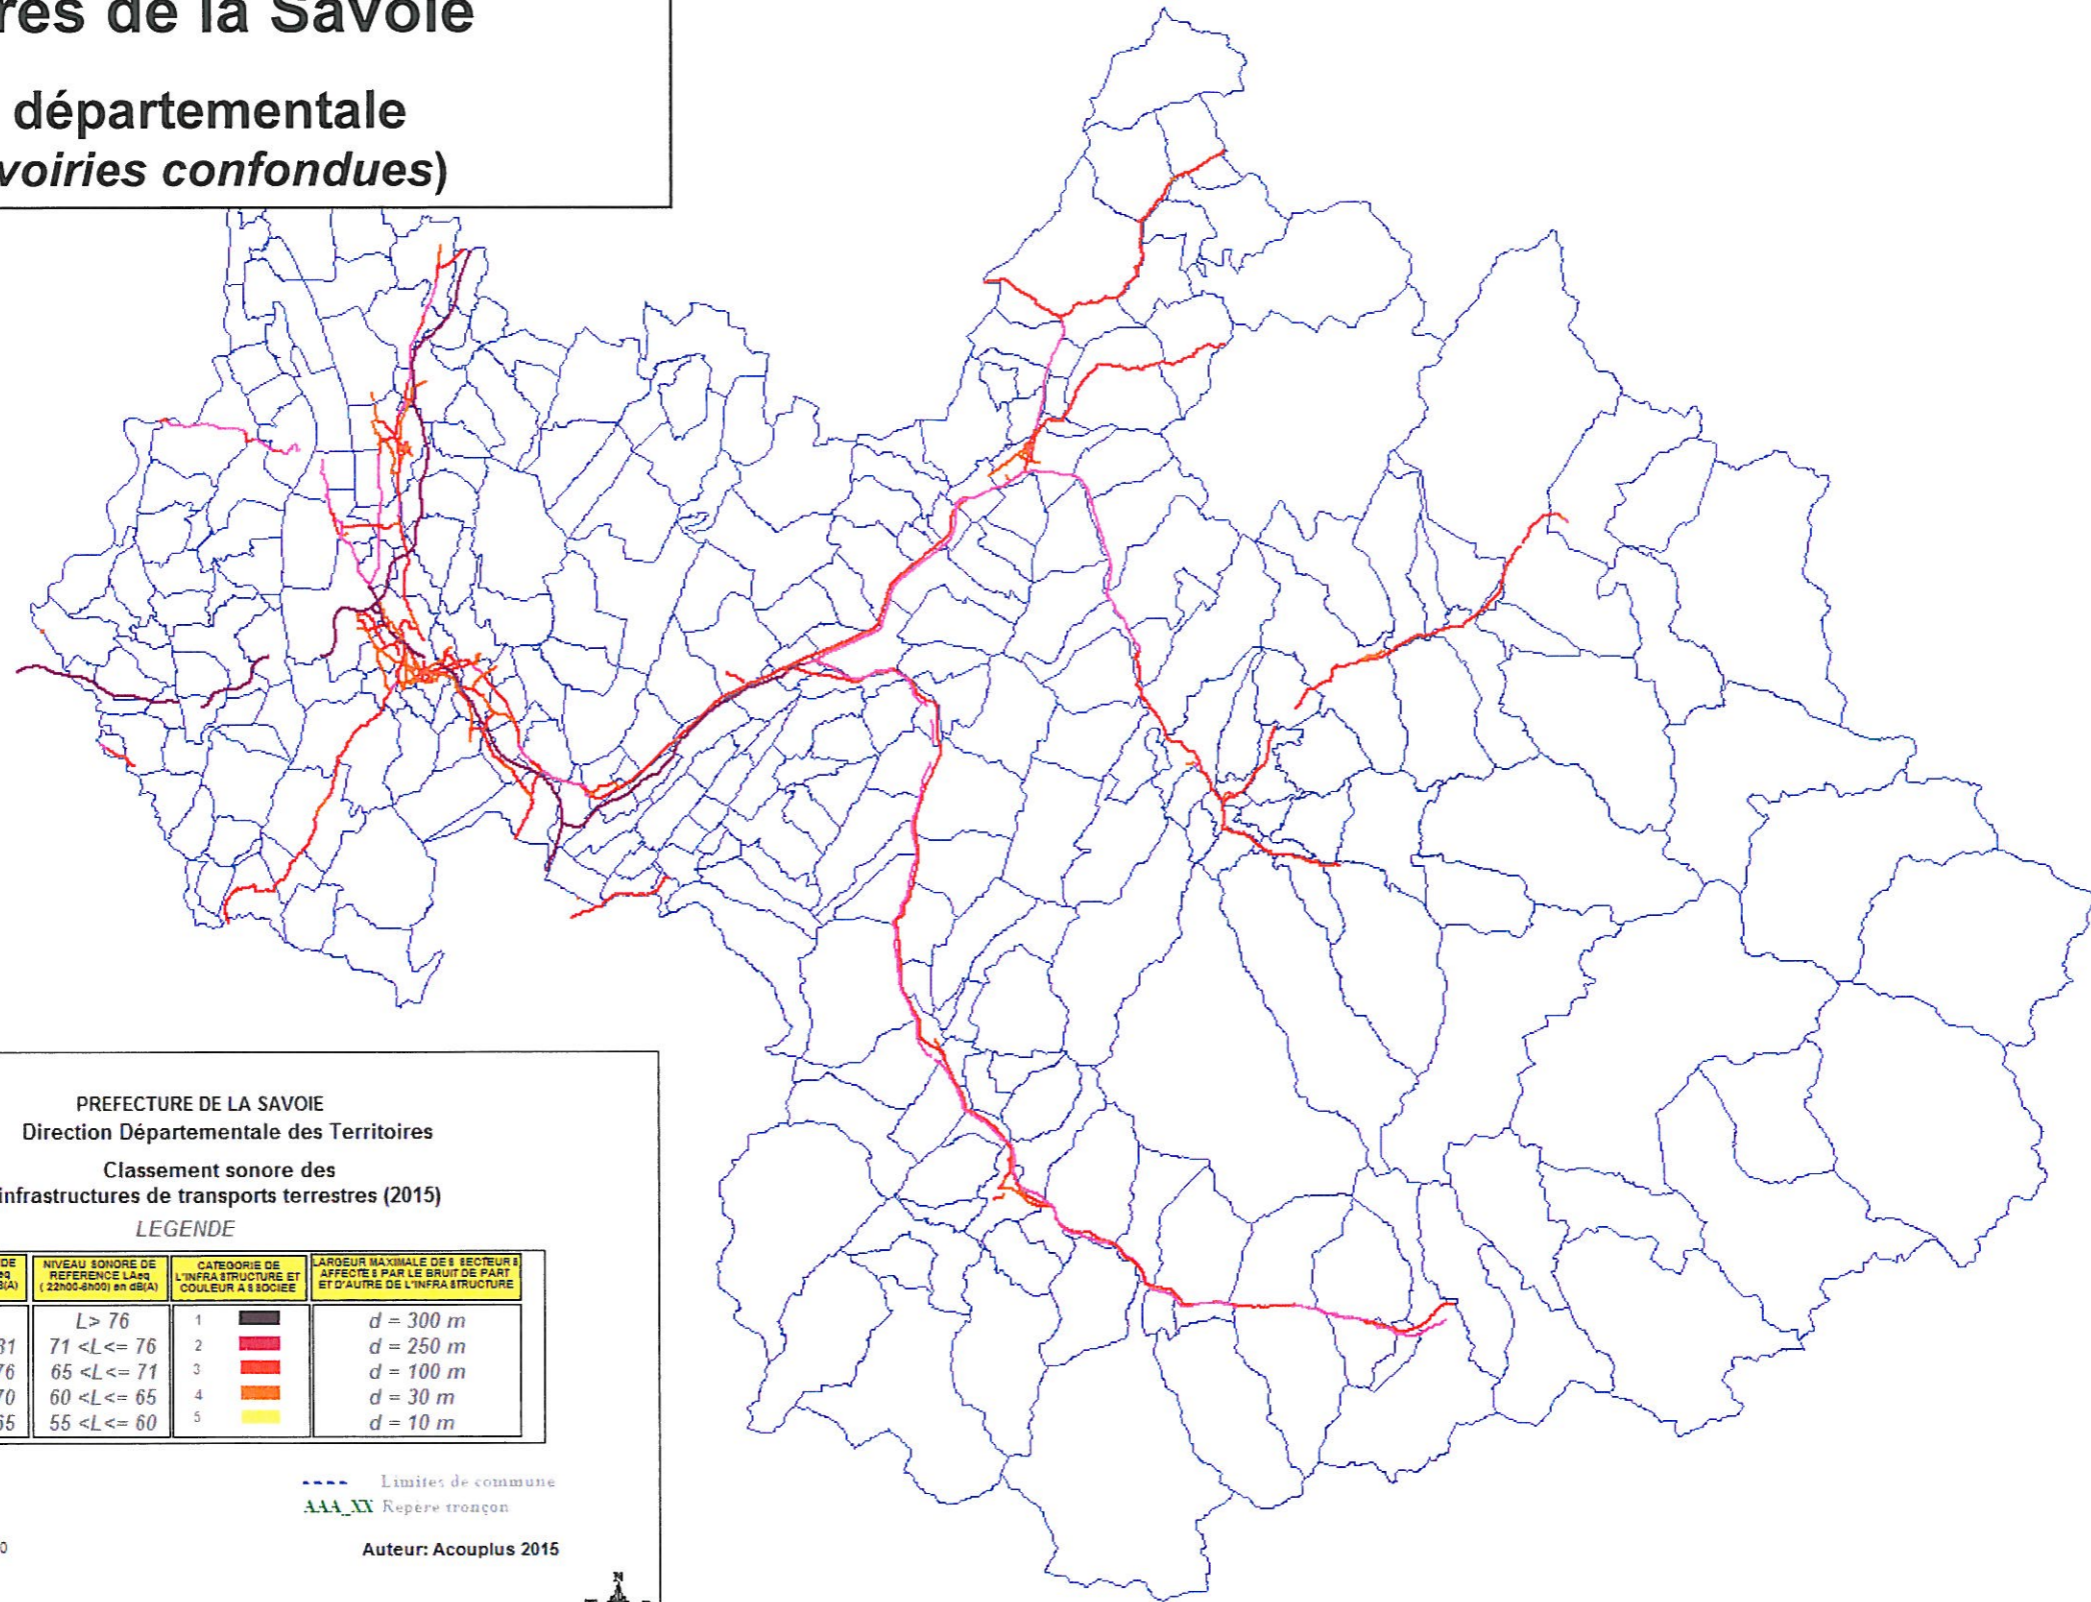 res de la Savoie
départementale
voiries confondues)
PREFECTURE DE LA SAVOIE
Direction Départementale des Territoires
Classement sonore des
infrastructures de transports terrestres (2015)
LEGENDE
NIVEAU SONORE DE REFERENCE LAeq (22h00-6h00) en dB(A)
CATEGORIE DE L'INFRASTRUCTURE ET COULEUR ASSOCIEE
LARGEUR MAXIMALE DES SECTEURS AFFECTES PAR LE BRUIT DE PART ET D'AUTRE DE L'INFRASTRUCTURE
L> 76 1 d = 300 m
81 71 <L<= 76 2 d = 250 m
76 65 <L<= 71 3 d = 100 m
70 60 <L<= 65 4 d = 30 m
65 55 <L<= 60 5 d = 10 m
Limites de commune
AAA_XX Repère tronçon
Auteur: Acouplus 2015
N